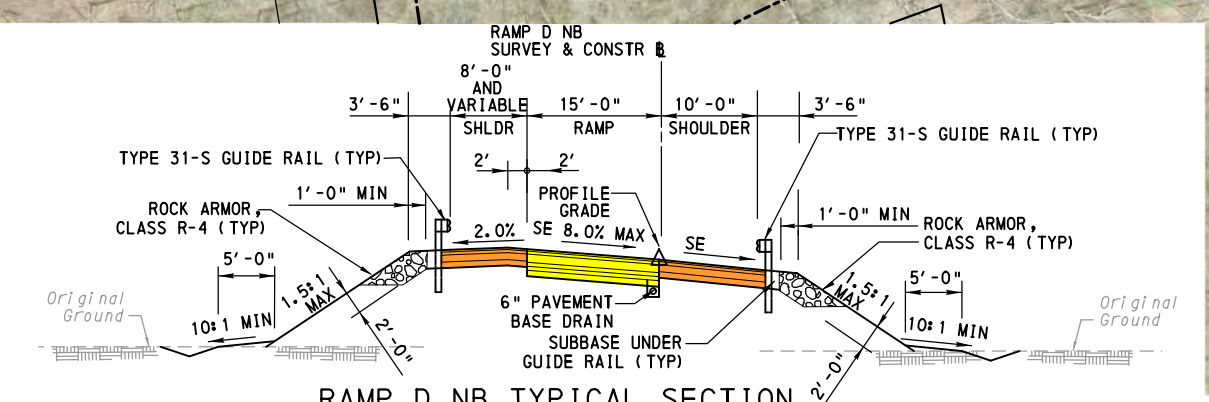 RAMP D NB
SURVEY & CONSTR B
8'-0"
AND
VARIABLE
3'-6"
15'-0"
10'-0"
3'-6"
SHLDR
RAMP
SHOULDER
TYPE 31-S GUIDE RAIL (TYP)
TYPE 31-S GUIDE RAIL (TYP)
2'
2'
1'-0" MIN
PROFILE
GRADE
1'-0" MIN
ROCK ARMOR,
CLASS R-4 (TYP)
ROCK ARMOR,
CLASS R-4 (TYP)
2.0%
SE 8.0% MAX
SE
5'-0"
5'-0"
1.5:1
MAX
1.5:1
MAX
Original
Ground
Original
Ground
6" PAVEMENT
BASE DRAIN
10:1 MIN
10:1 MIN
2'-0"
2'-0"
SUBBASE UNDER
GUIDE RAIL (TYP)
RAMP D NB TYPICAL SECTION